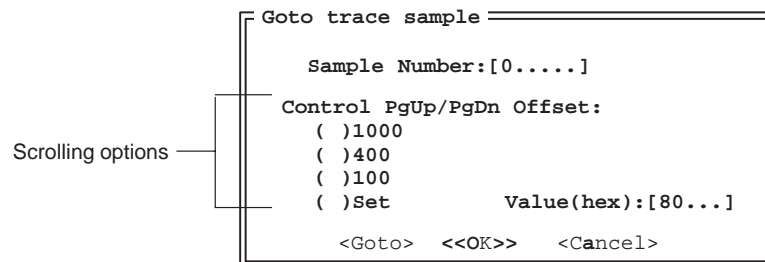 Goto trace sample
Sample Number:[0.....]
Control PgUp/PgDn Offset:
( )1000
( )400
( )100
( )Set Value(hex):[80...]
Scrolling options
<Goto> <<OK>> <Cancel>